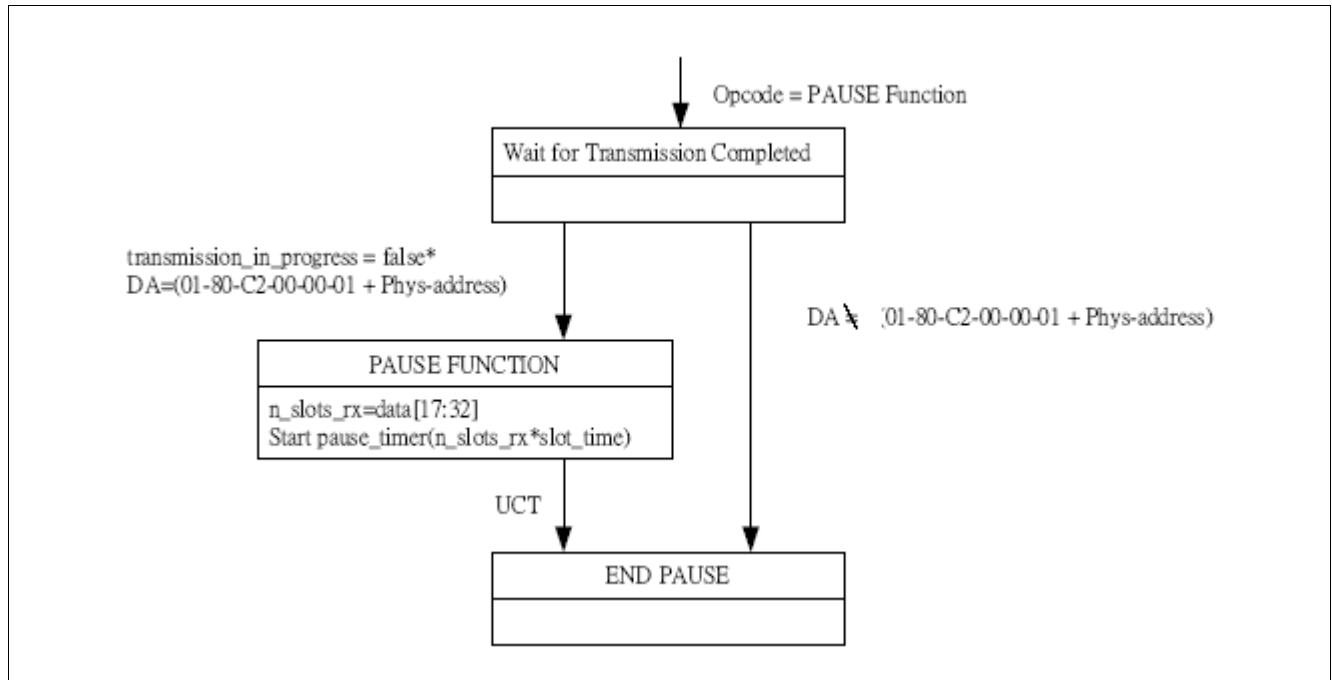 Opcode = PAUSE Function
Wait for Transmission Completed
transmission_in_progress = false*
DA=(01-80-C2-00-00-01 + Phys-address)
DA ≠ (01-80-C2-00-00-01 + Phys-address)
PAUSE FUNCTION
n_slots_rx=data[17:32]
Start pause_timer(n_slots_rx*slot_time)
UCT
END PAUSE